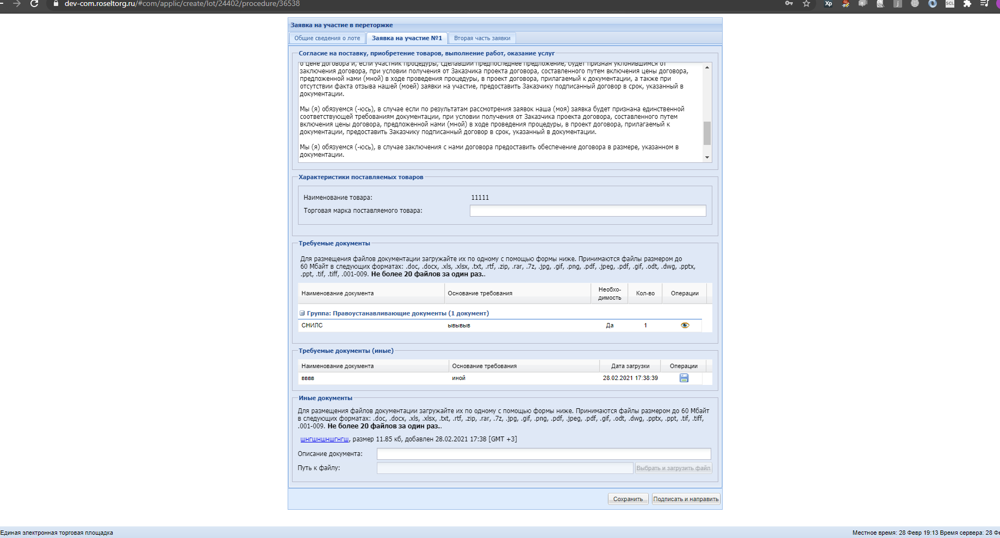 dev-com.roseltorg.ru/#com/applic/create/lot/24402/procedure/36538
Заявка на участие в переторжке
Общие сведения о лоте
Заявка на участие №1
Вторая часть заявки
Согласие на поставку, приобретение товаров, выполнение работ, оказание услуг
о цене договора и, если участник процедуры, сделавший предпоследнее предложение, будет признан уклонившимся от
заключения договора, при условии получения от Заказчика проекта договора, составленного путем включения цены договора,
предложенной нами (мной) в ходе проведения процедуры, в проект договора, прилагаемый к документации, а также при
отсутствии факта отзыва нашей (моей) заявки на участие, предоставить Заказчику подписанный договор в срок, указанный в
документации.
Мы (я) обязуемся (-юсь), в случае если по результатам рассмотрения заявок наша (моя) заявка будет признана единственной
соответствующей требованиям документации, при условии получения от Заказчика проекта договора, составленного путем
включения цены договора, предложенной нами (мной) в ходе проведения процедуры, в проект договора, прилагаемый к
документации, предоставить Заказчику подписанный договор в срок, указанный в документации.
Мы (я) обязуемся (-юсь), в случае заключения с нами договора предоставить обеспечение договора в размере, указанном в
документации.
Характеристики поставляемых товаров
Наименование товара: 11111
Торговая марка поставляемого товара:
Требуемые документы
Для размещения файлов документации загружайте их по одному с помощью формы ниже. Принимаются файлы размером до
60 Мбайт в следующих форматах: .doc, .docx, .xls, .xlsx, .txt, .rtf, .zip, .rar, .7z, .jpg, .gif, .png, .pdf, .jpeg, .pdf, .gif, .odt, .dwg, .pptx,
.ppt, .tif, .tiff, .001-009. Не более 20 файлов за один раз..
Наименование документа Основание требования Необхо-димость Кол-во Операции
Группа: Правоустанавливающие документы (1 документ)
СНИЛС ывывыв Да 1
Требуемые документы (иные)
Наименование документа Основание требования Дата загрузки Операции
вввв иной 28.02.2021 17:38:39
Иные документы
Для размещения файлов документации загружайте их по одному с помощью формы ниже. Принимаются файлы размером до 60 Мбайт
в следующих форматах: .doc, .docx, .xls, .xlsx, .txt, .rtf, .zip, .rar, .7z, .jpg, .gif, .png, .pdf, .jpeg, .pdf, .gif, .odt, .dwg, .pptx, .ppt, .tif, .tiff,
.001-009. Не более 20 файлов за один раз..
шнгшншншгнгш, размер 11.85 кб, добавлен 28.02.2021 17:38 [GMT +3]
Описание документа:
Путь к файлу: Выбрать и загрузить файл
Сохранить Подписать и направить
Единая электронная торговая площадка
Местное время: 28 Февр 19:13 Время сервера: 28